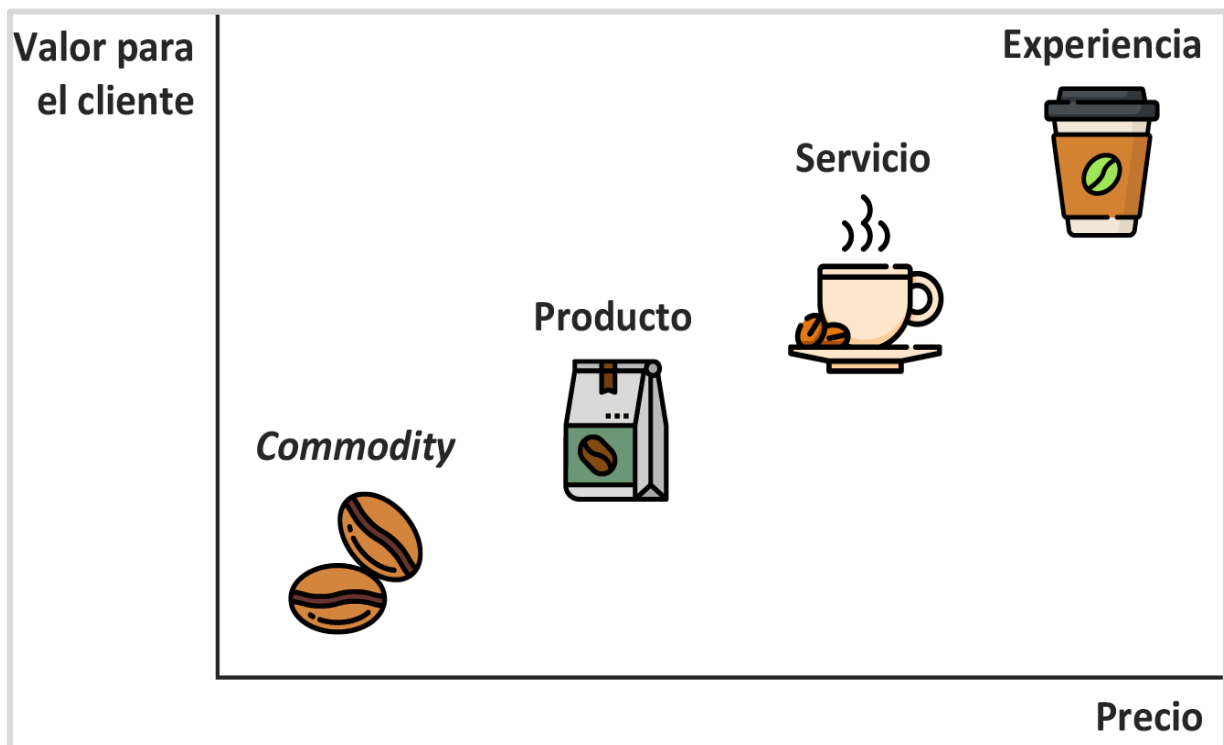 Valor para
el cliente
Experiencia
Servicio
Producto
Commodity
Precio